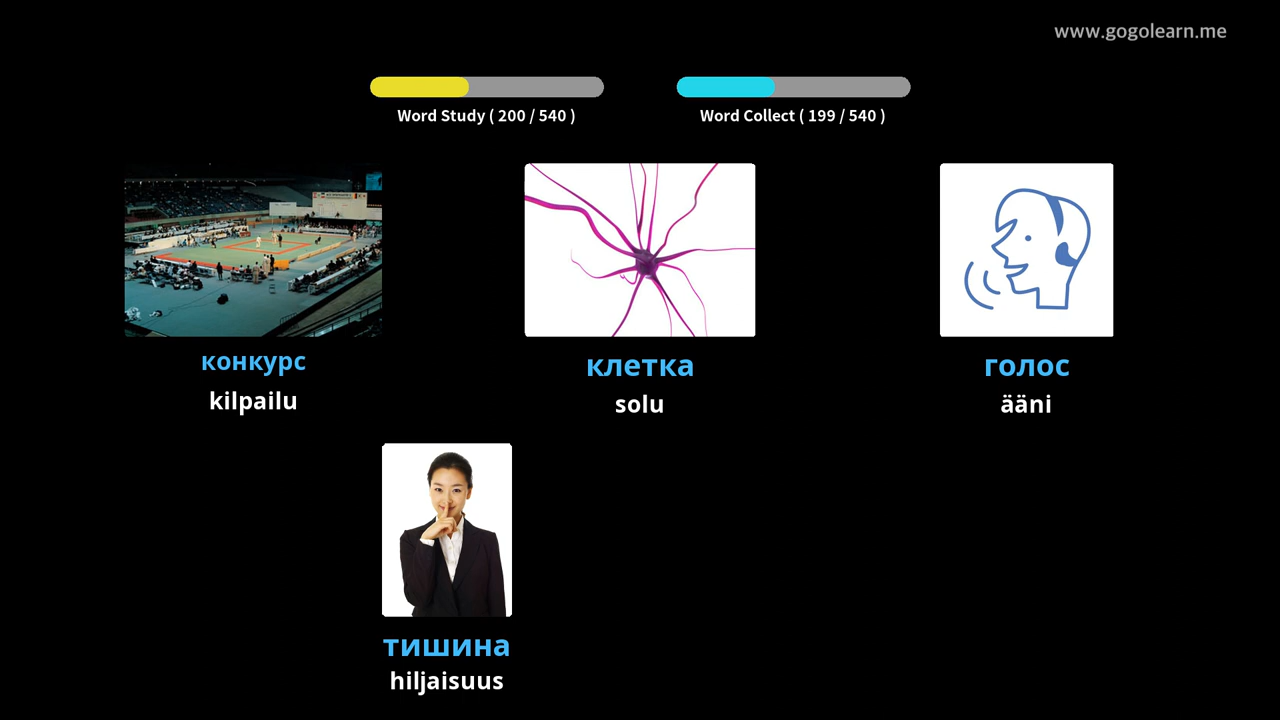 www.gogolearn.me
Word Study ( 200 / 540 )
Word Collect ( 199 / 540 )
конкурс
kilpailu
клетка
solu
голос
ääni
тишина
hiljaisuus